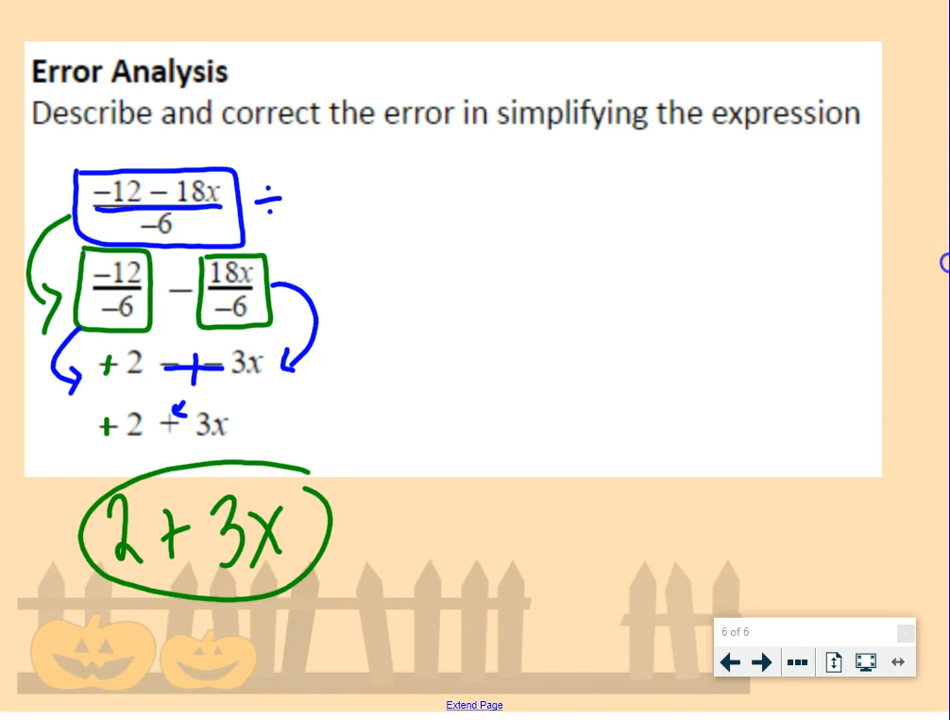 Error Analysis
Describe and correct the error in simplifying the expression
−12 − 18x
−6
÷
−12 − 18x
−6 −6
+ 2 − − 3x
+ 2 + 3x
2 + 3x
6 of 6
Extend Page